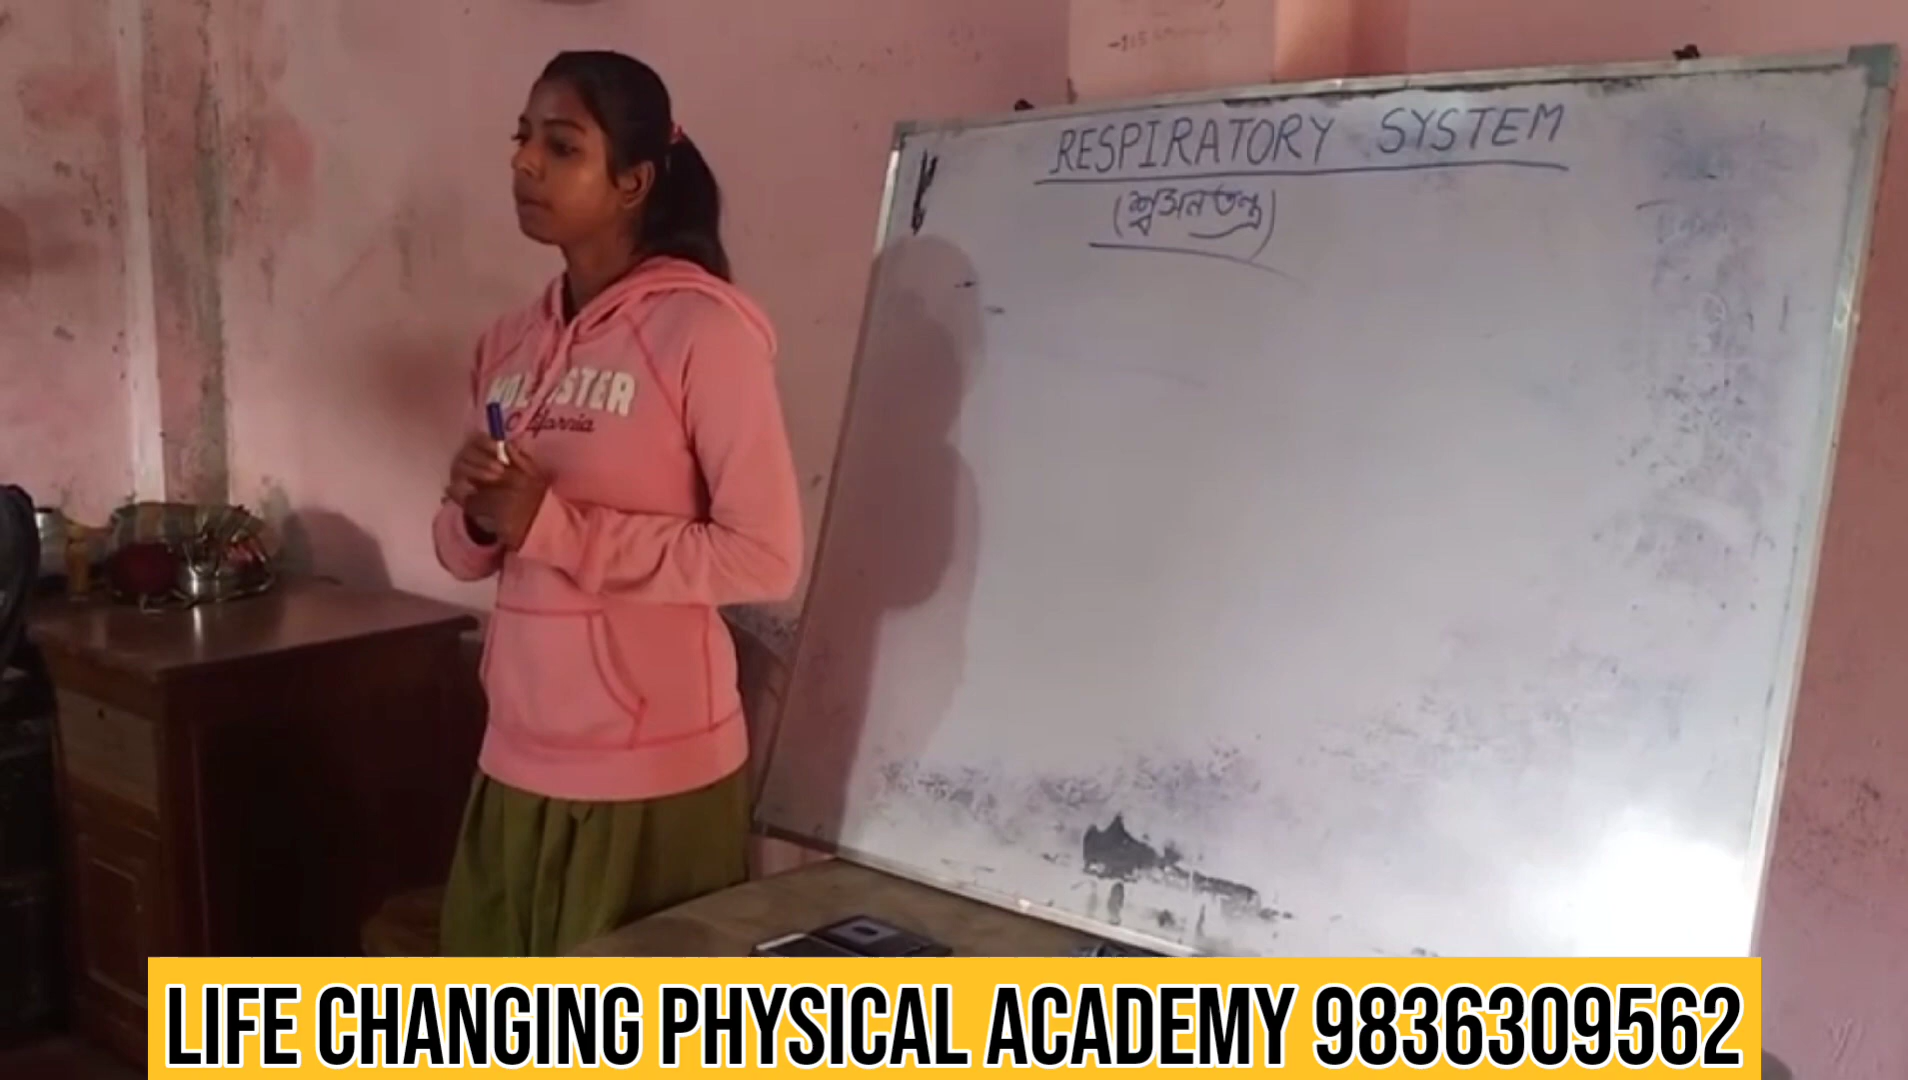 RESPIRATORY SYSTEM
(শ্বসনতন্ত্র)
HOLLISTER
California
LIFE CHANGING PHYSICAL ACADEMY 9836309562